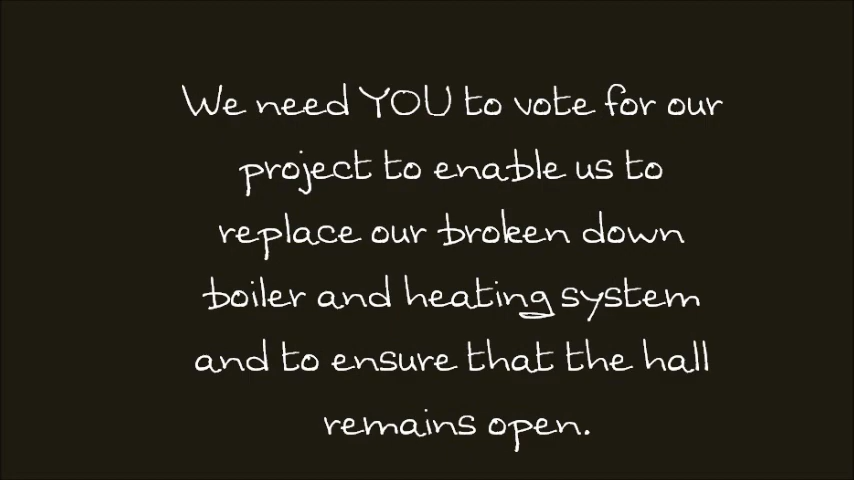 We need YOU to vote for our
project to enable us to
replace our broken down
boiler and heating system
and to ensure that the hall
remains open.